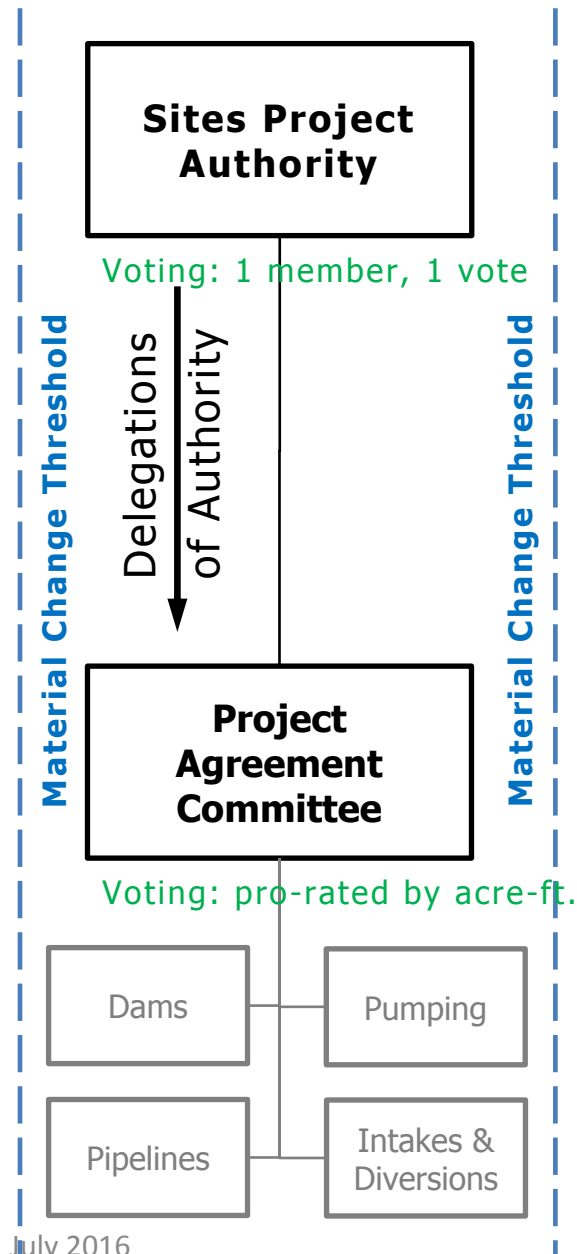 Sites Project
Authority
Voting: 1 member, 1 vote
Material Change Threshold
Delegations
of Authority
Material Change Threshold
Project
Agreement
Committee
Voting: pro-rated by acre-ft.
Dams
Pumping
Pipelines
Intakes &
Diversions
July 2016